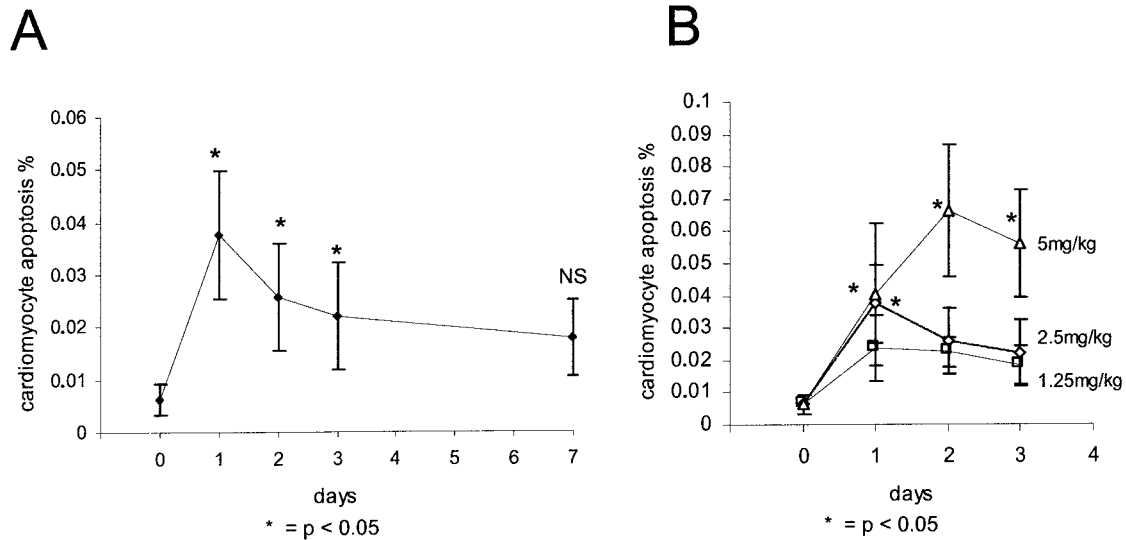 A
cardiomyocyte apoptosis %
0.06
0.05
0.04
0.03
0.02
0.01
0
*
*
*
NS
0 1 2 3 4 5 6 7
days
* = p < 0.05
B
cardiomyocyte apoptosis %
0.1
0.09
0.08
0.07
0.06
0.05
0.04
0.03
0.02
0.01
0
*
*
*
*
5mg/kg
2.5mg/kg
1.25mg/kg
0 1 2 3 4
days
* = p < 0.05